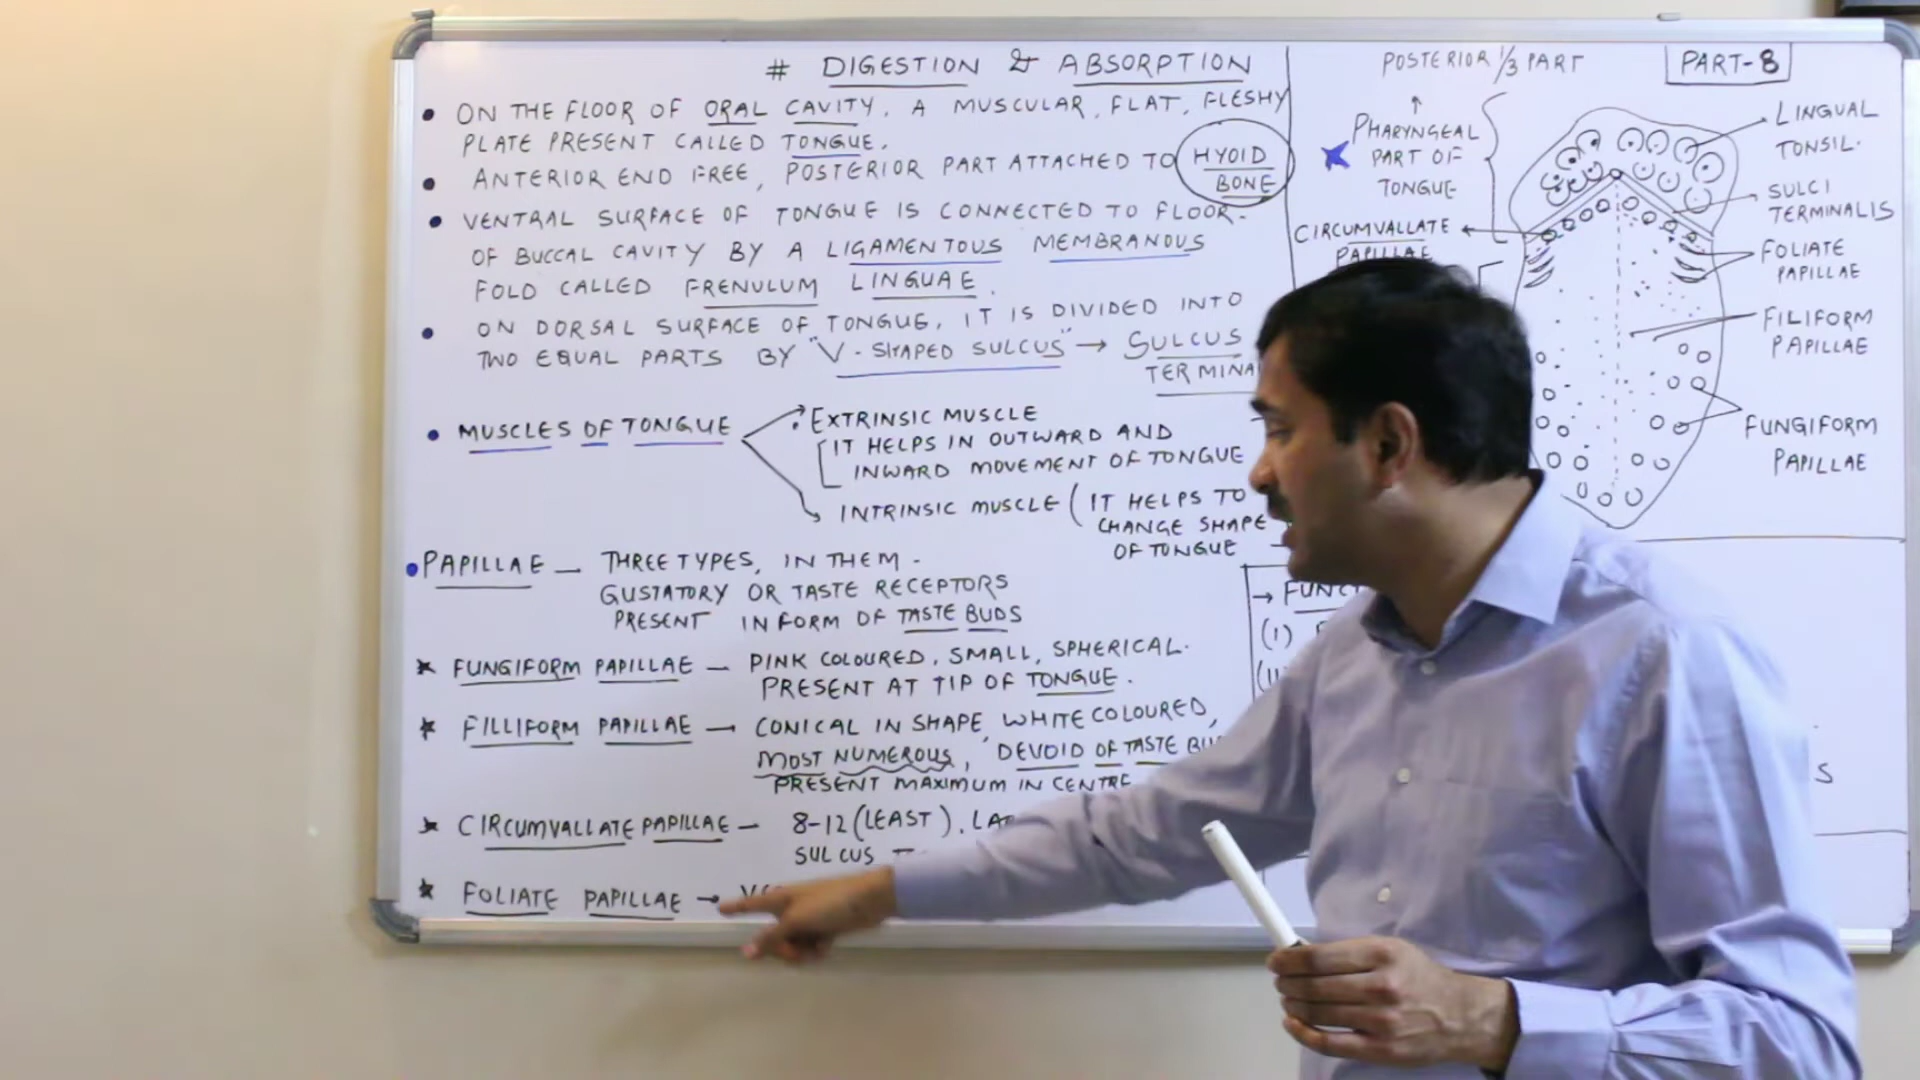 # DIGESTION & ABSORPTION
• ON THE FLOOR OF ORAL CAVITY, A MUSCULAR, FLAT, FLESHY
PLATE PRESENT CALLED TONGUE.
• ANTERIOR END FREE, POSTERIOR PART ATTACHED TO HYOID
BONE
• VENTRAL SURFACE OF TONGUE IS CONNECTED TO FLOOR-
OF BUCCAL CAVITY BY A LIGAMENTOUS MEMBRANOUS
FOLD CALLED FRENULUM LINGUAE.
• ON DORSAL SURFACE OF TONGUE, IT IS DIVIDED INTO
TWO EQUAL PARTS BY "V-SHAPED SULCUS" → SULCUS
• MUSCLES OF TONGUE
• EXTRINSIC MUSCLE
[IT HELPS IN OUTWARD AND
INWARD MOVEMENT OF TONGUE
INTRINSIC MUSCLE (IT HELPS TO
CHANGE SHAPE
OF TONGUE
• PAPILLAE — THREE TYPES, IN THEM -
GUSTATORY OR TASTE RECEPTORS
PRESENT IN FORM OF TASTE BUDS
* FUNGIFORM PAPILLAE — PINK COLOURED, SMALL, SPHERICAL.
PRESENT AT TIP OF TONGUE.
* FILLIFORM PAPILLAE → CONICAL IN SHAPE, WHITE COLOURED,
MOST NUMEROUS, DEVOID OF TASTE
PRESENT MAXIMUM IN CENTRE
* CIRCUMVALLATE PAPILLAE — 8-12 (LEAST).
SULCUS
* FOLIATE PAPILLAE →
POSTERIOR 1/3 PART
PART-8
↑
PHARYNGEAL
PART OF
TONGUE
CIRCUMVALLATE
PAPILLAE
LINGUAL
TONSIL.
SULCI
TERMINALIS
FOLIATE
PAPILLAE
FILIFORM
PAPILLAE
FUNGIFORM
PAPILLAE
(I)
(II)
S